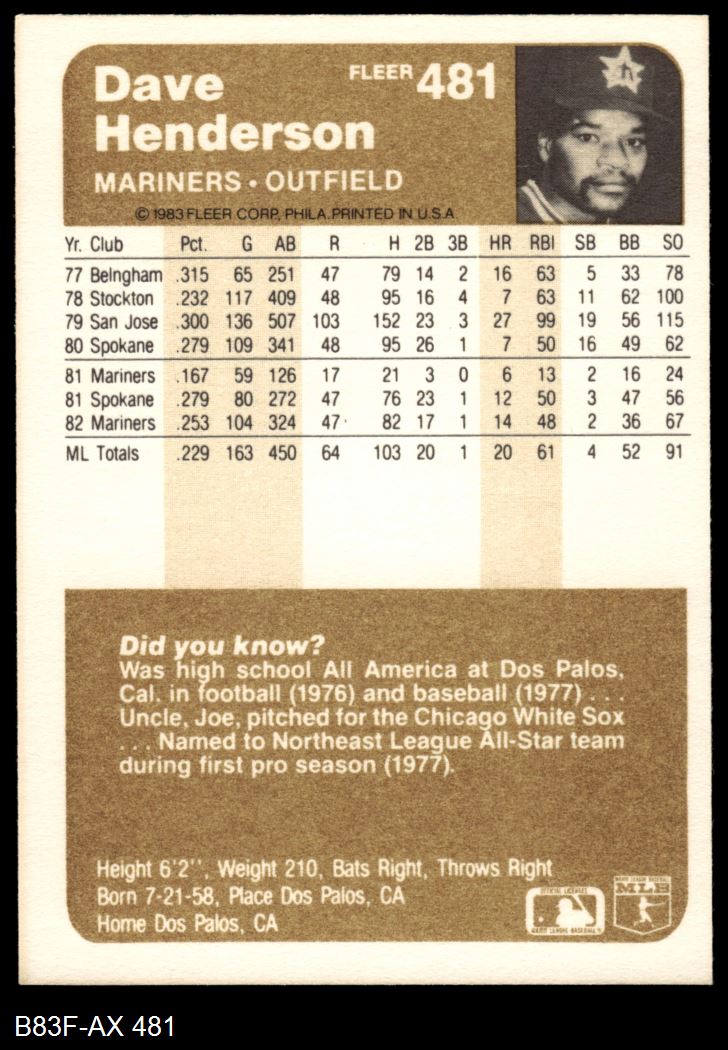 Dave
Henderson
FLEER 481
MARINERS • OUTFIELD
© 1983 FLEER CORP., PHILA. PRINTED IN U.S.A.
Yr. Club Pct. G AB R H 2B 3B HR RBI SB BB SO
77 Belngham .315 65 251 47 79 14 2 16 63 5 33 78
78 Stockton .232 117 409 48 95 16 4 7 63 11 62 100
79 San Jose .300 136 507 103 152 23 3 27 99 19 56 115
80 Spokane .279 109 341 48 95 26 1 7 50 16 49 62
81 Mariners .167 59 126 17 21 3 0 6 13 2 16 24
81 Spokane .279 80 272 47 76 23 1 12 50 3 47 56
82 Mariners .253 104 324 47 82 17 1 14 48 2 36 67
ML Totals .229 163 450 64 103 20 1 20 61 4 52 91
Did you know?
Was high school All America at Dos Palos,
Cal. in football (1976) and baseball (1977) . . .
Uncle, Joe, pitched for the Chicago White Sox
. . . Named to Northeast League All-Star team
during first pro season (1977).
Height 6'2'', Weight 210, Bats Right, Throws Right
Born 7-21-58, Place Dos Palos, CA
Home Dos Palos, CA
OFFICIAL LICENSEE
MAJOR LEAGUE BASEBALL
MAJOR LEAGUE BASEBALL
MLB
B83F-AX 481